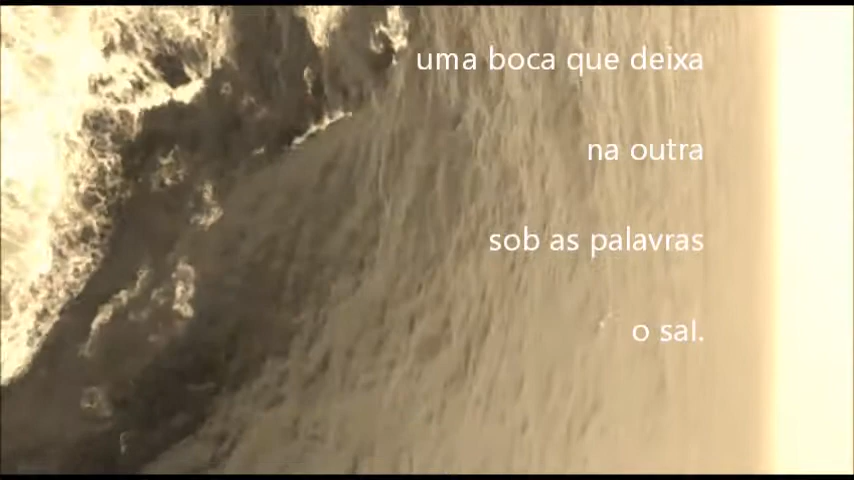 uma boca que deixa
na outra
sob as palavras
o sal.